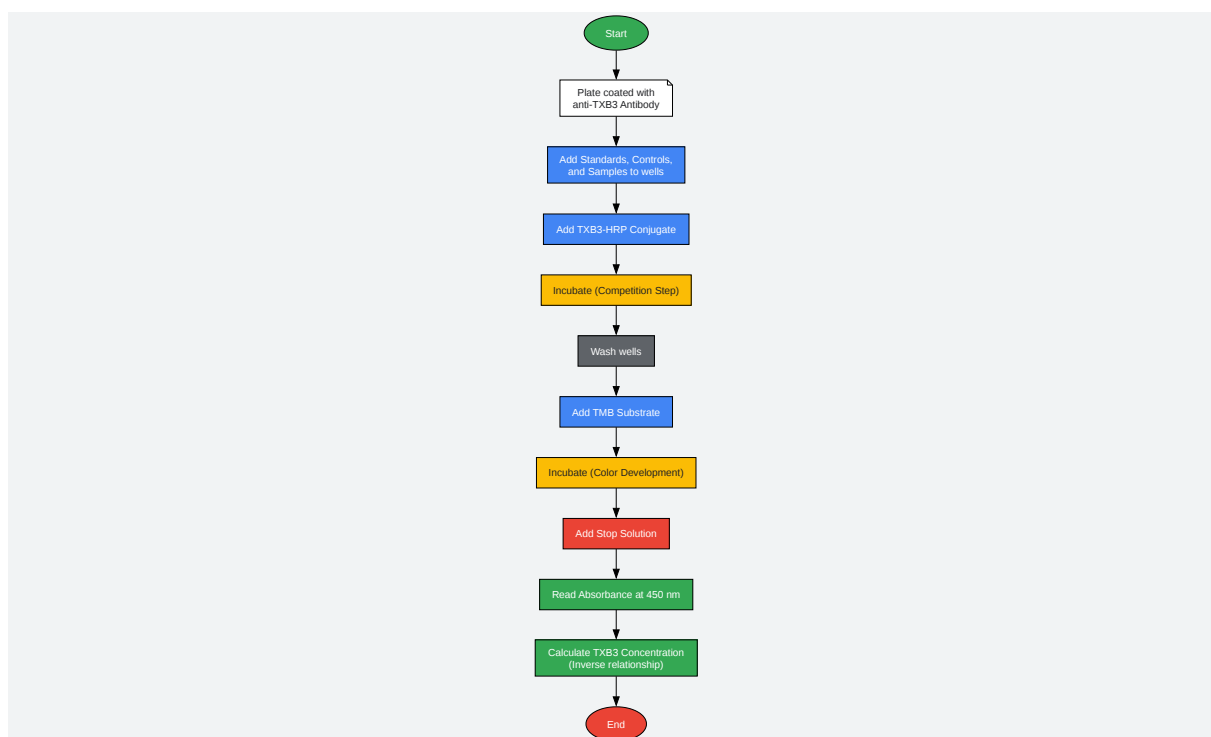 Start
Plate coated with
anti-TXB3 Antibody
Add Standards, Controls,
and Samples to wells
Add TXB3-HRP Conjugate
Incubate (Competition Step)
Wash wells
Add TMB Substrate
Incubate (Color Development)
Add Stop Solution
Read Absorbance at 450 nm
Calculate TXB3 Concentration
(Inverse relationship)
End